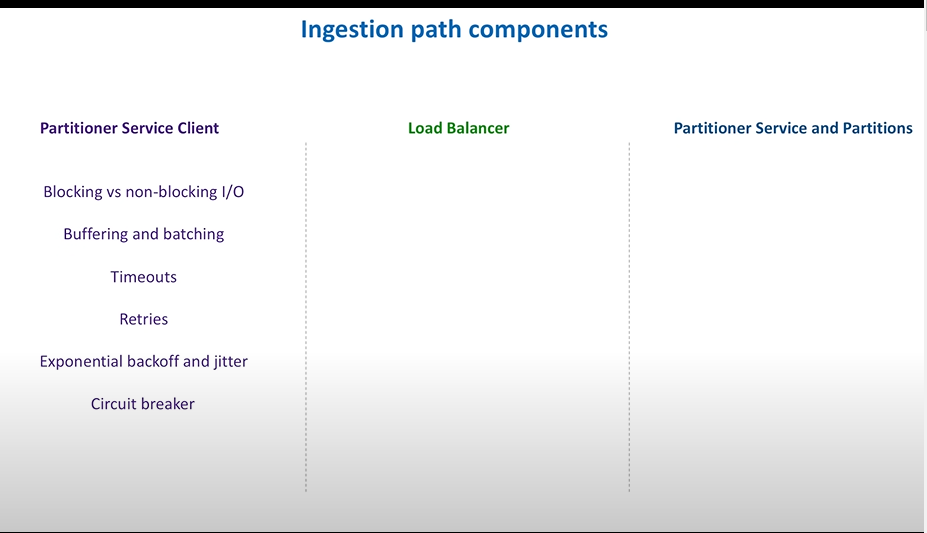 Ingestion path components
Partitioner Service Client
Load Balancer
Partitioner Service and Partitions
Blocking vs non-blocking I/O
Buffering and batching
Timeouts
Retries
Exponential backoff and jitter
Circuit breaker